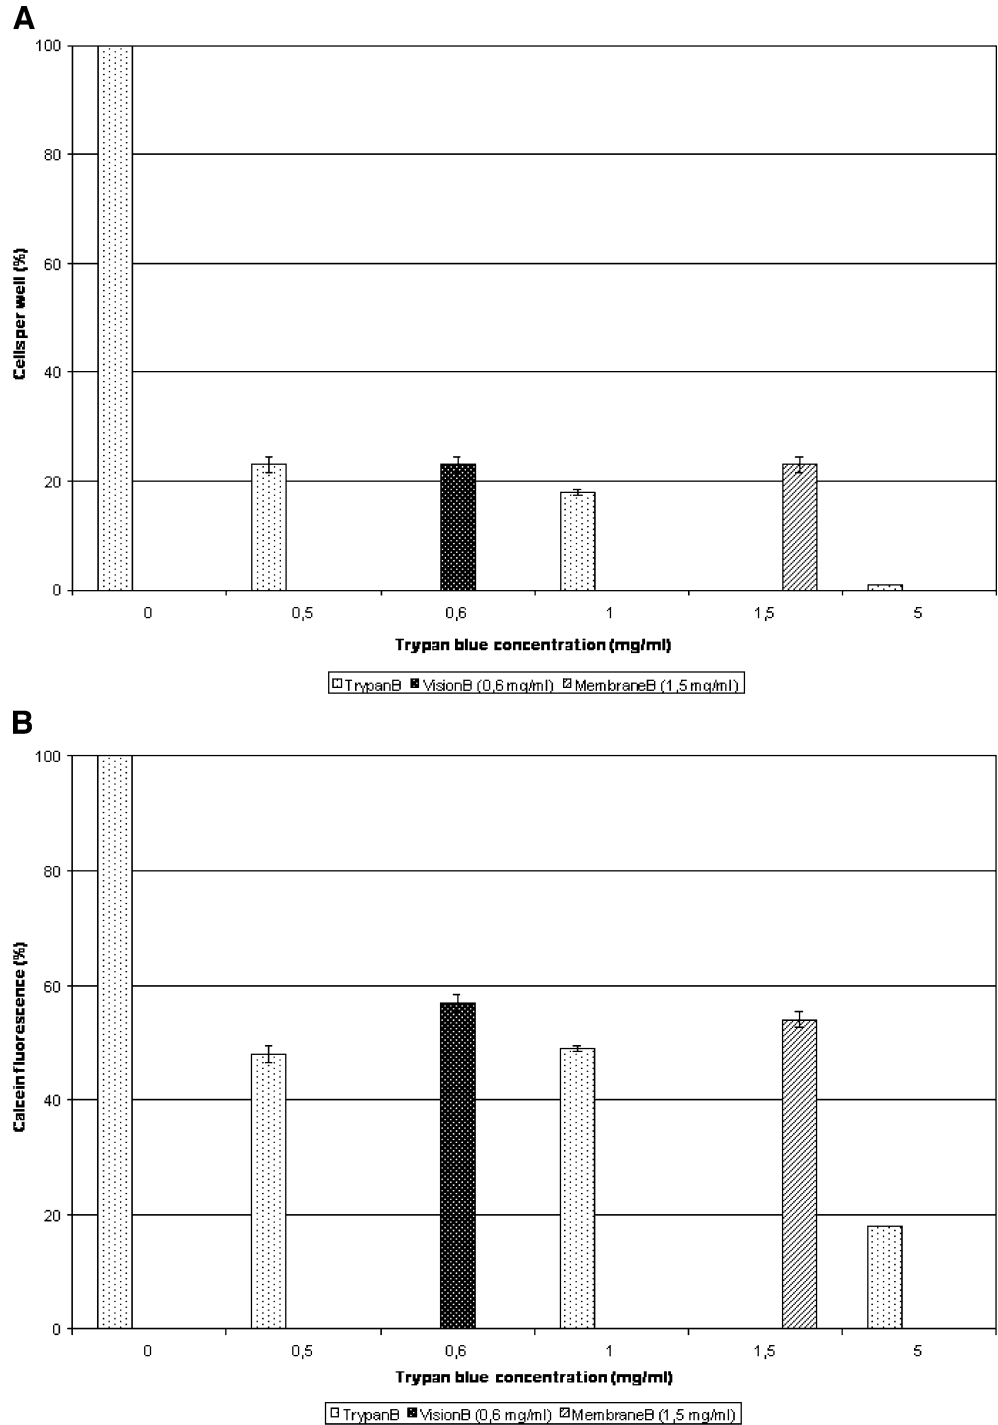 A
100
80
60
40
20
0
Cells per well (%)
0 0,5 0,6 1 1,5 5
Trypan blue concentration (mg/ml)
TrypanB VisionB (0,6 mg/ml) MembraneB (1,5 mg/ml)
B
100
80
60
40
20
0
Calcein fluorescence (%)
0 0,5 0,6 1 1,5 5
Trypan blue concentration (mg/ml)
TrypanB VisionB (0,6 mg/ml) MembraneB (1,5 mg/ml)